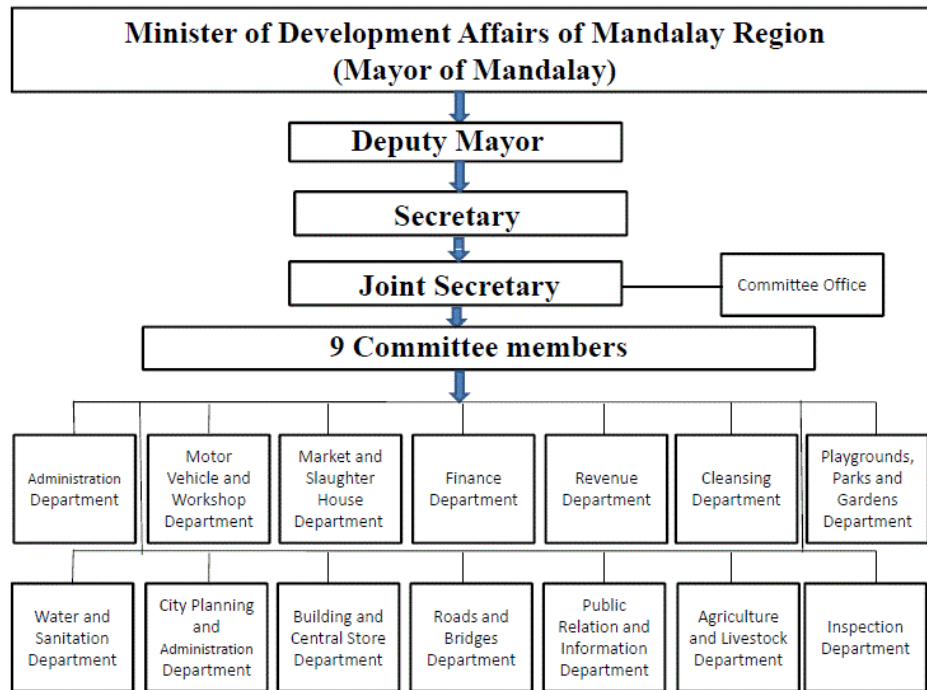 Minister of Development Affairs of Mandalay Region
(Mayor of Mandalay)
Deputy Mayor
Secretary
Joint Secretary
Committee Office
9 Committee members
Administration
Department
Motor
Vehicle and
Workshop
Department
Market and
Slaughter
House
Department
Finance
Department
Revenue
Department
Cleansing
Department
Playgrounds,
Parks and
Gardens
Department
Water and
Sanitation
Department
City Planning
and
Administration
Department
Building and
Central Store
Department
Roads and
Bridges
Department
Public
Relation and
Information
Department
Agriculture
and Livestock
Department
Inspection
Department